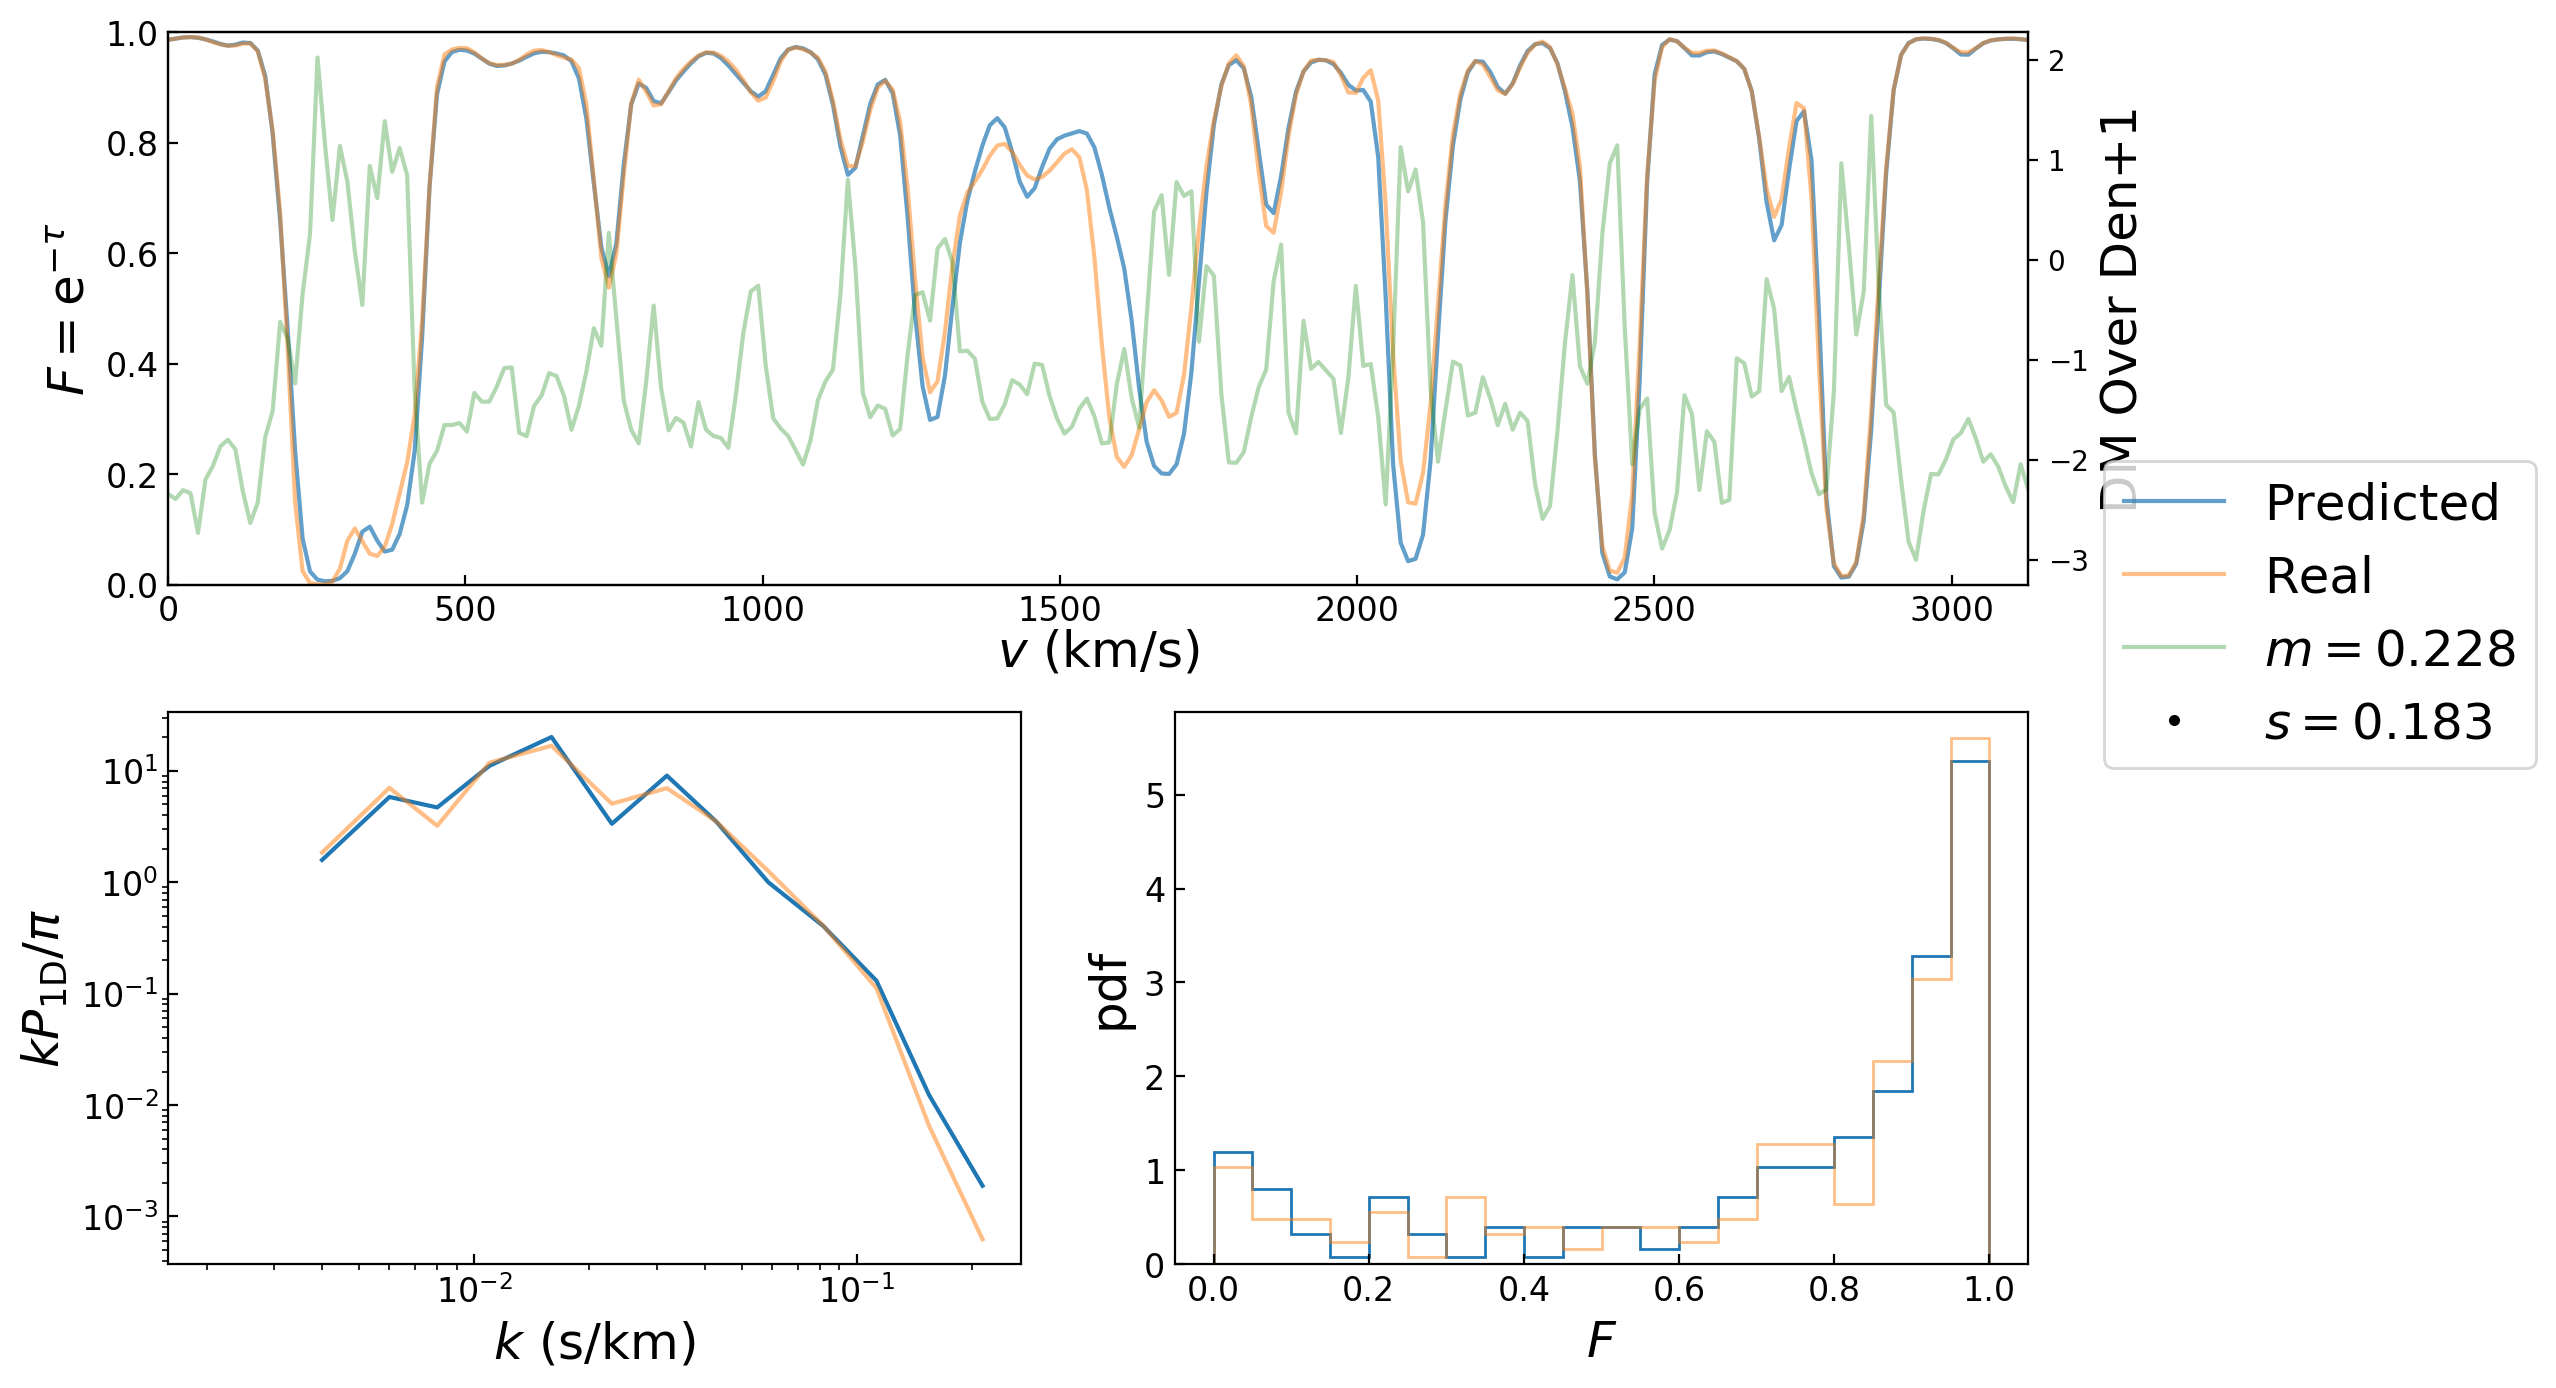 1.0
0.8
0.6
0.4
0.2
0.0
F = e^{-τ}
0 500 1000 1500 2000 2500 3000
v (km/s)
2
1
0
−1
−2
−3
DM Over Den+1
Predicted
Real
m = 0.228
s = 0.183
10^1
10^0
10^{-1}
10^{-2}
10^{-3}
kP_{1D}/π
10^{-2} 10^{-1}
k (s/km)
5
4
3
2
1
0
pdf
0.0 0.2 0.4 0.6 0.8 1.0
F